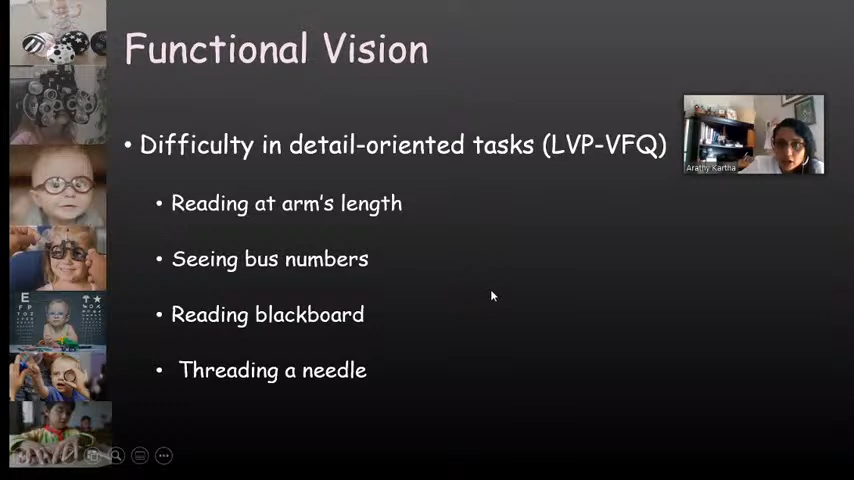 Functional Vision
• Difficulty in detail-oriented tasks (LVP-VFQ)
• Reading at arm's length
• Seeing bus numbers
• Reading blackboard
• Threading a needle
Arathy Kartha
E
F P